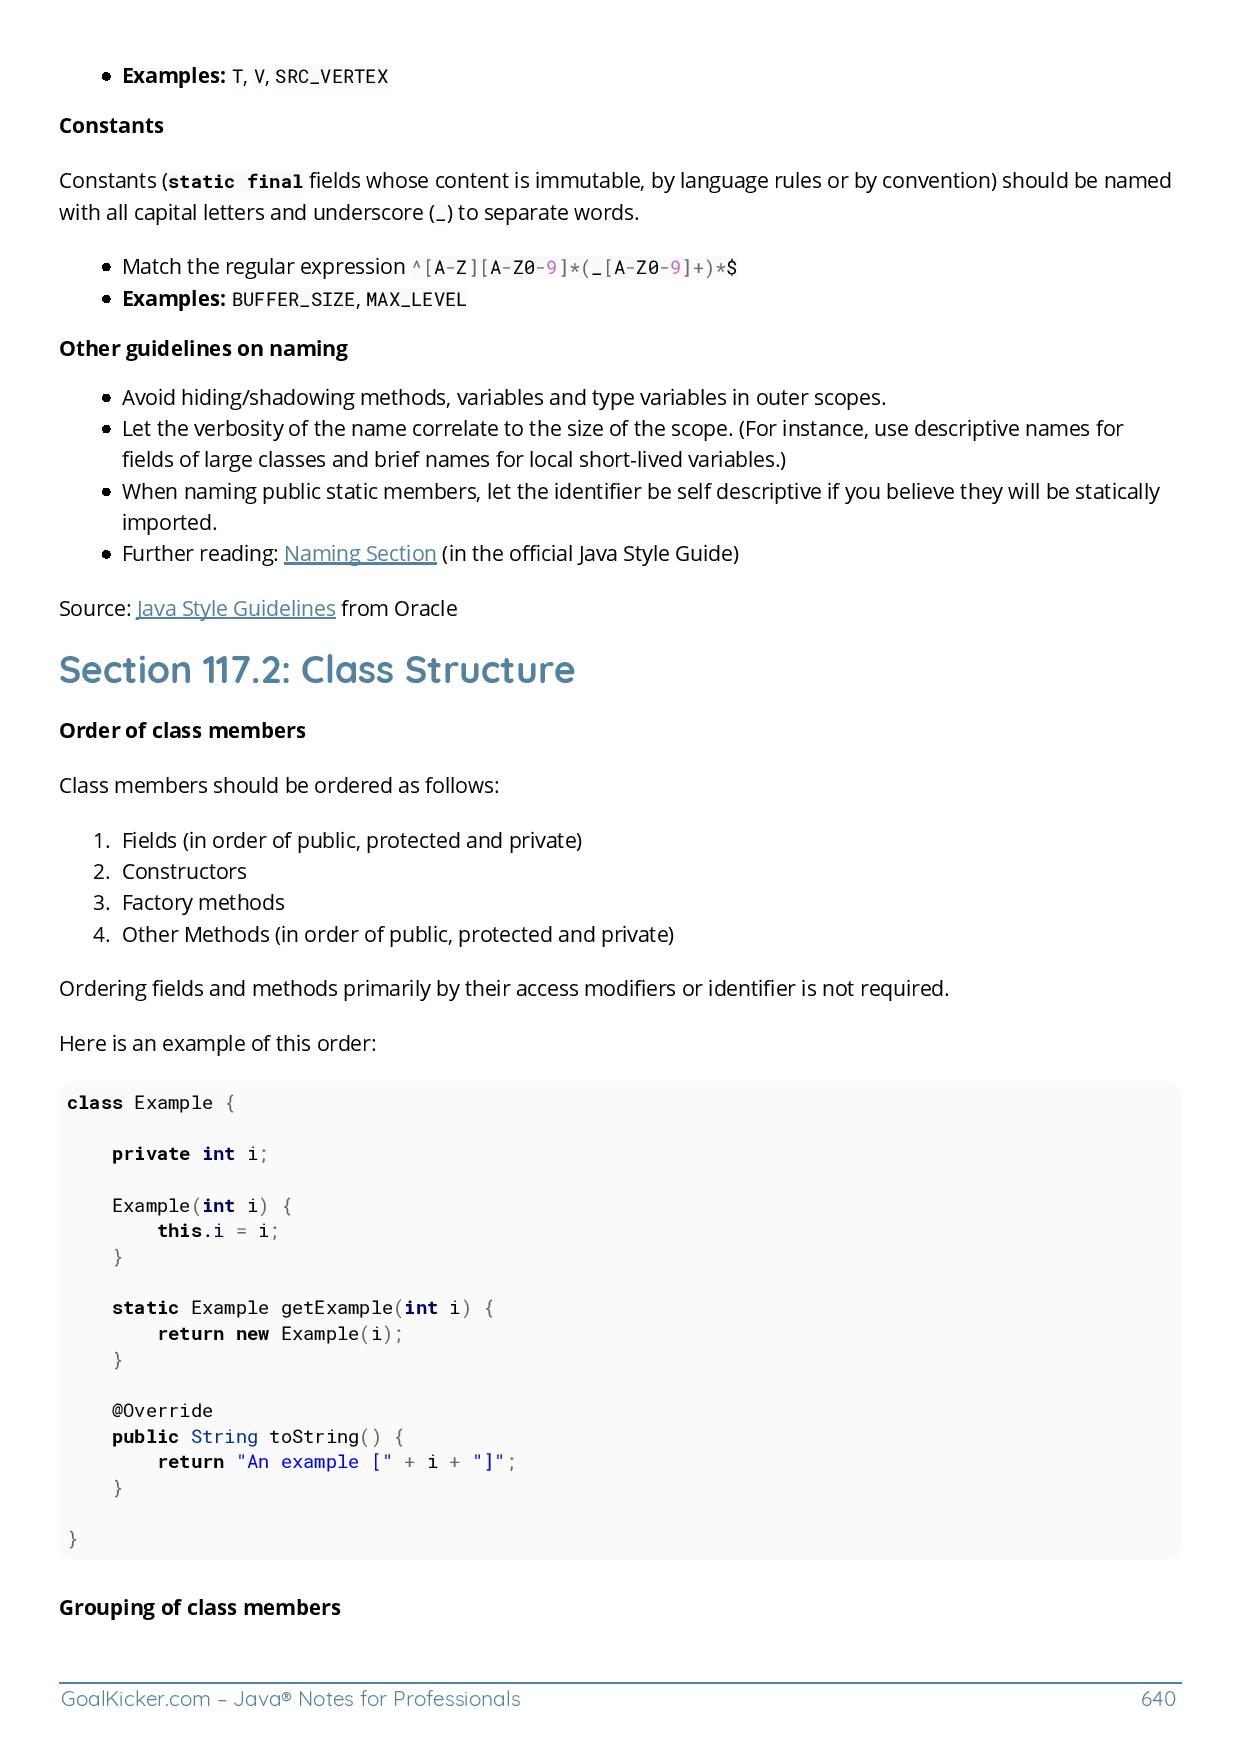 • Examples: T, V, SRC_VERTEX
Constants
Constants (static final fields whose content is immutable, by language rules or by convention) should be named
with all capital letters and underscore (_) to separate words.
• Match the regular expression ^[A-Z][A-Z0-9]*(_[A-Z0-9]+)*$
• Examples: BUFFER_SIZE, MAX_LEVEL
Other guidelines on naming
• Avoid hiding/shadowing methods, variables and type variables in outer scopes.
• Let the verbosity of the name correlate to the size of the scope. (For instance, use descriptive names for
fields of large classes and brief names for local short-lived variables.)
• When naming public static members, let the identifier be self descriptive if you believe they will be statically
imported.
• Further reading: Naming Section (in the official Java Style Guide)
Source: Java Style Guidelines from Oracle
Section 117.2: Class Structure
Order of class members
Class members should be ordered as follows:
1. Fields (in order of public, protected and private)
2. Constructors
3. Factory methods
4. Other Methods (in order of public, protected and private)
Ordering fields and methods primarily by their access modifiers or identifier is not required.
Here is an example of this order:
class Example {
    private int i;
    Example(int i) {
        this.i = i;
    }
    static Example getExample(int i) {
        return new Example(i);
    }
    @Override
    public String toString() {
        return "An example [" + i + "]";
    }
}
Grouping of class members
GoalKicker.com – Java® Notes for Professionals 640